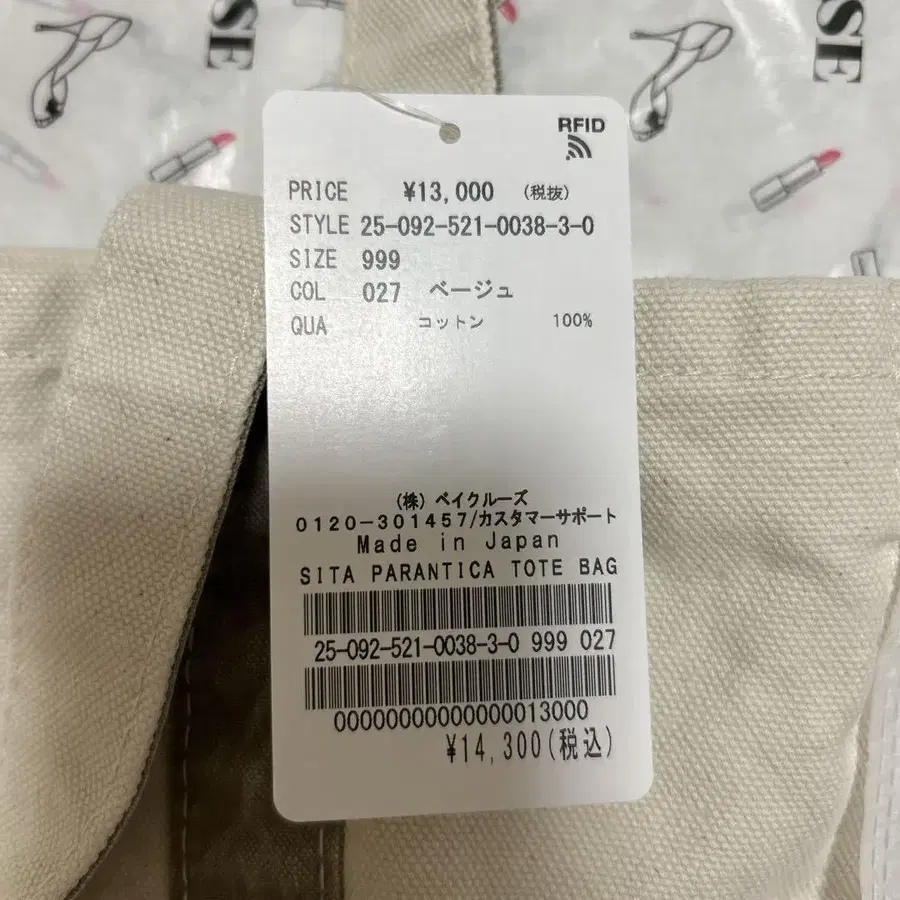 SE
SE
RFID
PRICE ¥13,000 (税抜)
STYLE 25-092-521-0038-3-0
SIZE 999
COL 027 ベージュ
QUA コットン 100%
(株) ベイクルーズ
0120-301457/カスタマーサポート
Made in Japan
SITA PARANTICA TOTE BAG
25-092-521-0038-3-0 999 027
00000000000000013000
¥14,300(税込)